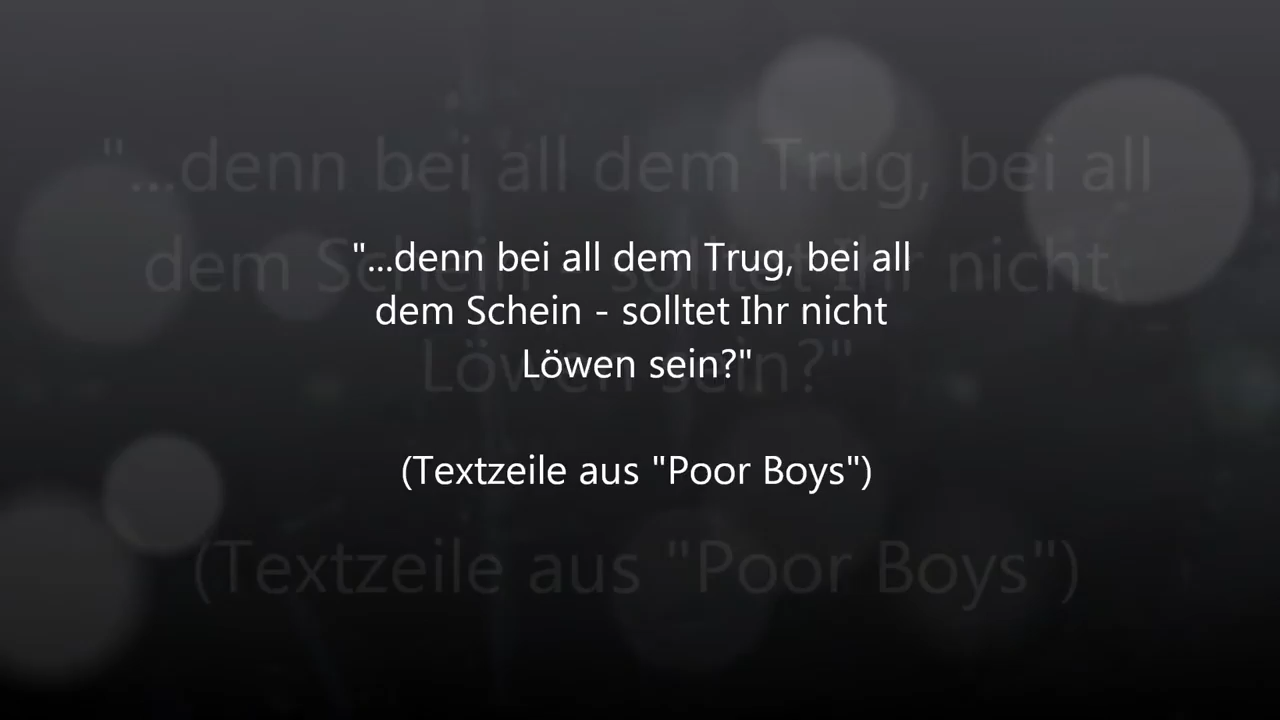 "...denn bei all dem Trug, bei all
dem Schein - solltet Ihr nicht
Löwen sein?"
(Textzeile aus "Poor Boys")